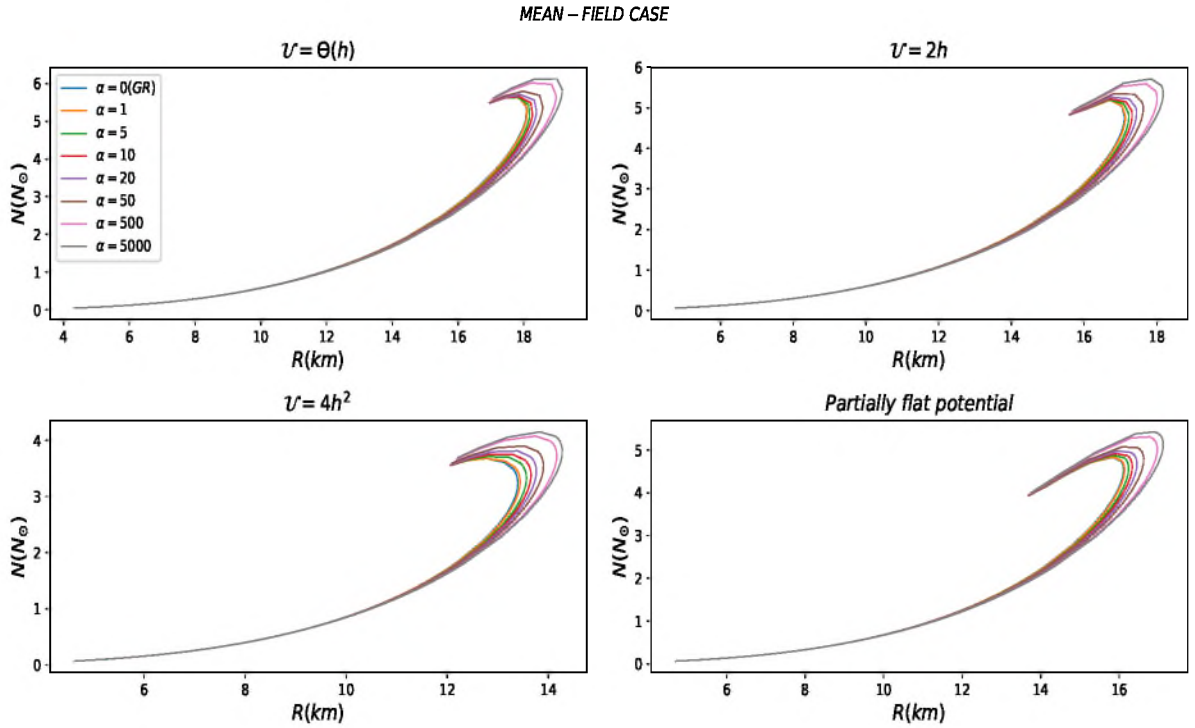 MEAN – FIELD CASE
𝒰 = Θ(h)
N(N⊙)
6
5
4
3
2
1
0
α = 0(GR)
α = 1
α = 5
α = 10
α = 20
α = 50
α = 500
α = 5000
4 6 8 10 12 14 16 18
R(km)
𝒰 = 2h
N(N⊙)
6
5
4
3
2
1
0
6 8 10 12 14 16 18
R(km)
𝒰 = 4h²
N(N⊙)
4
3
2
1
0
6 8 10 12 14
R(km)
Partially flat potential
N(N⊙)
5
4
3
2
1
0
6 8 10 12 14 16
R(km)